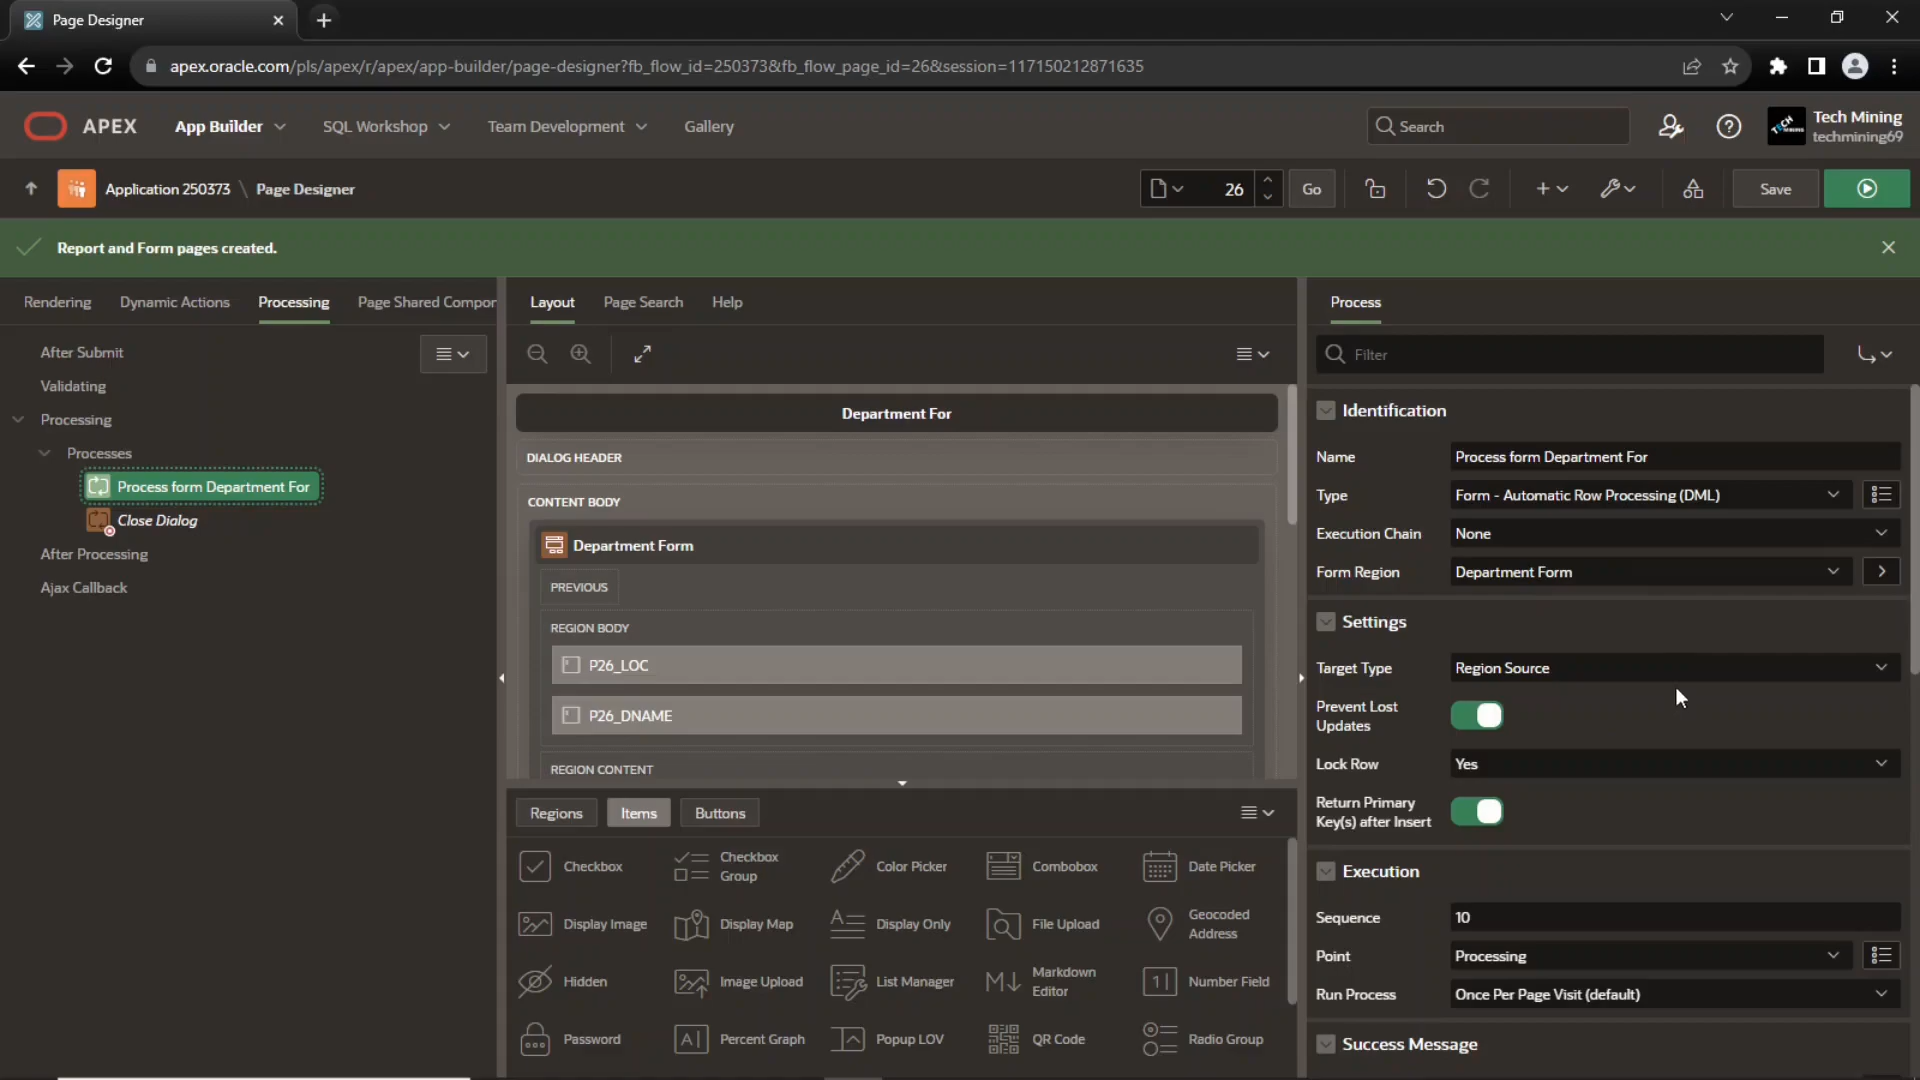 Page Designer
apex.oracle.com/pls/apex/r/apex/app-builder/page-designer?fb_flow_id=250373&fb_flow_page_id=26&session=117150212871635
APEX App Builder SQL Workshop Team Development Gallery Search TECH MINING Tech Mining
techmining69
Application 250373 \ Page Designer 26 Go Save
Report and Form pages created.
Rendering Dynamic Actions Processing Page Shared Compor
Layout Page Search Help
Process
After Submit
Validating
Processing
Processes
Process form Department For
Close Dialog
After Processing
Ajax Callback
Department For
DIALOG HEADER
CONTENT BODY
Department Form
PREVIOUS
REGION BODY
P26_LOC
P26_DNAME
REGION CONTENT
Regions Items Buttons
Checkbox Checkbox Group Color Picker Combobox Date Picker
Display Image Display Map Display Only File Upload Geocoded Address
Hidden Image Upload List Manager Markdown Editor Number Field
Password Percent Graph Popup LOV QR Code Radio Group
Filter
Identification
Name Process form Department For
Type Form - Automatic Row Processing (DML)
Execution Chain None
Form Region Department Form
Settings
Target Type Region Source
Prevent Lost
Updates
Lock Row Yes
Return Primary
Key(s) after Insert
Execution
Sequence 10
Point Processing
Run Process Once Per Page Visit (default)
Success Message